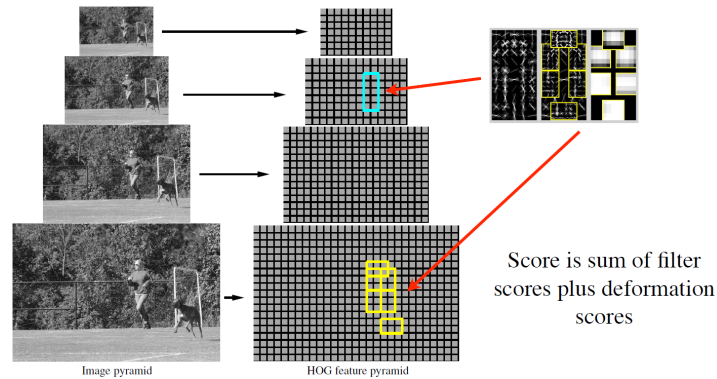 Score is sum of filter
scores plus deformation
scores
Image pyramid
HOG feature pyramid